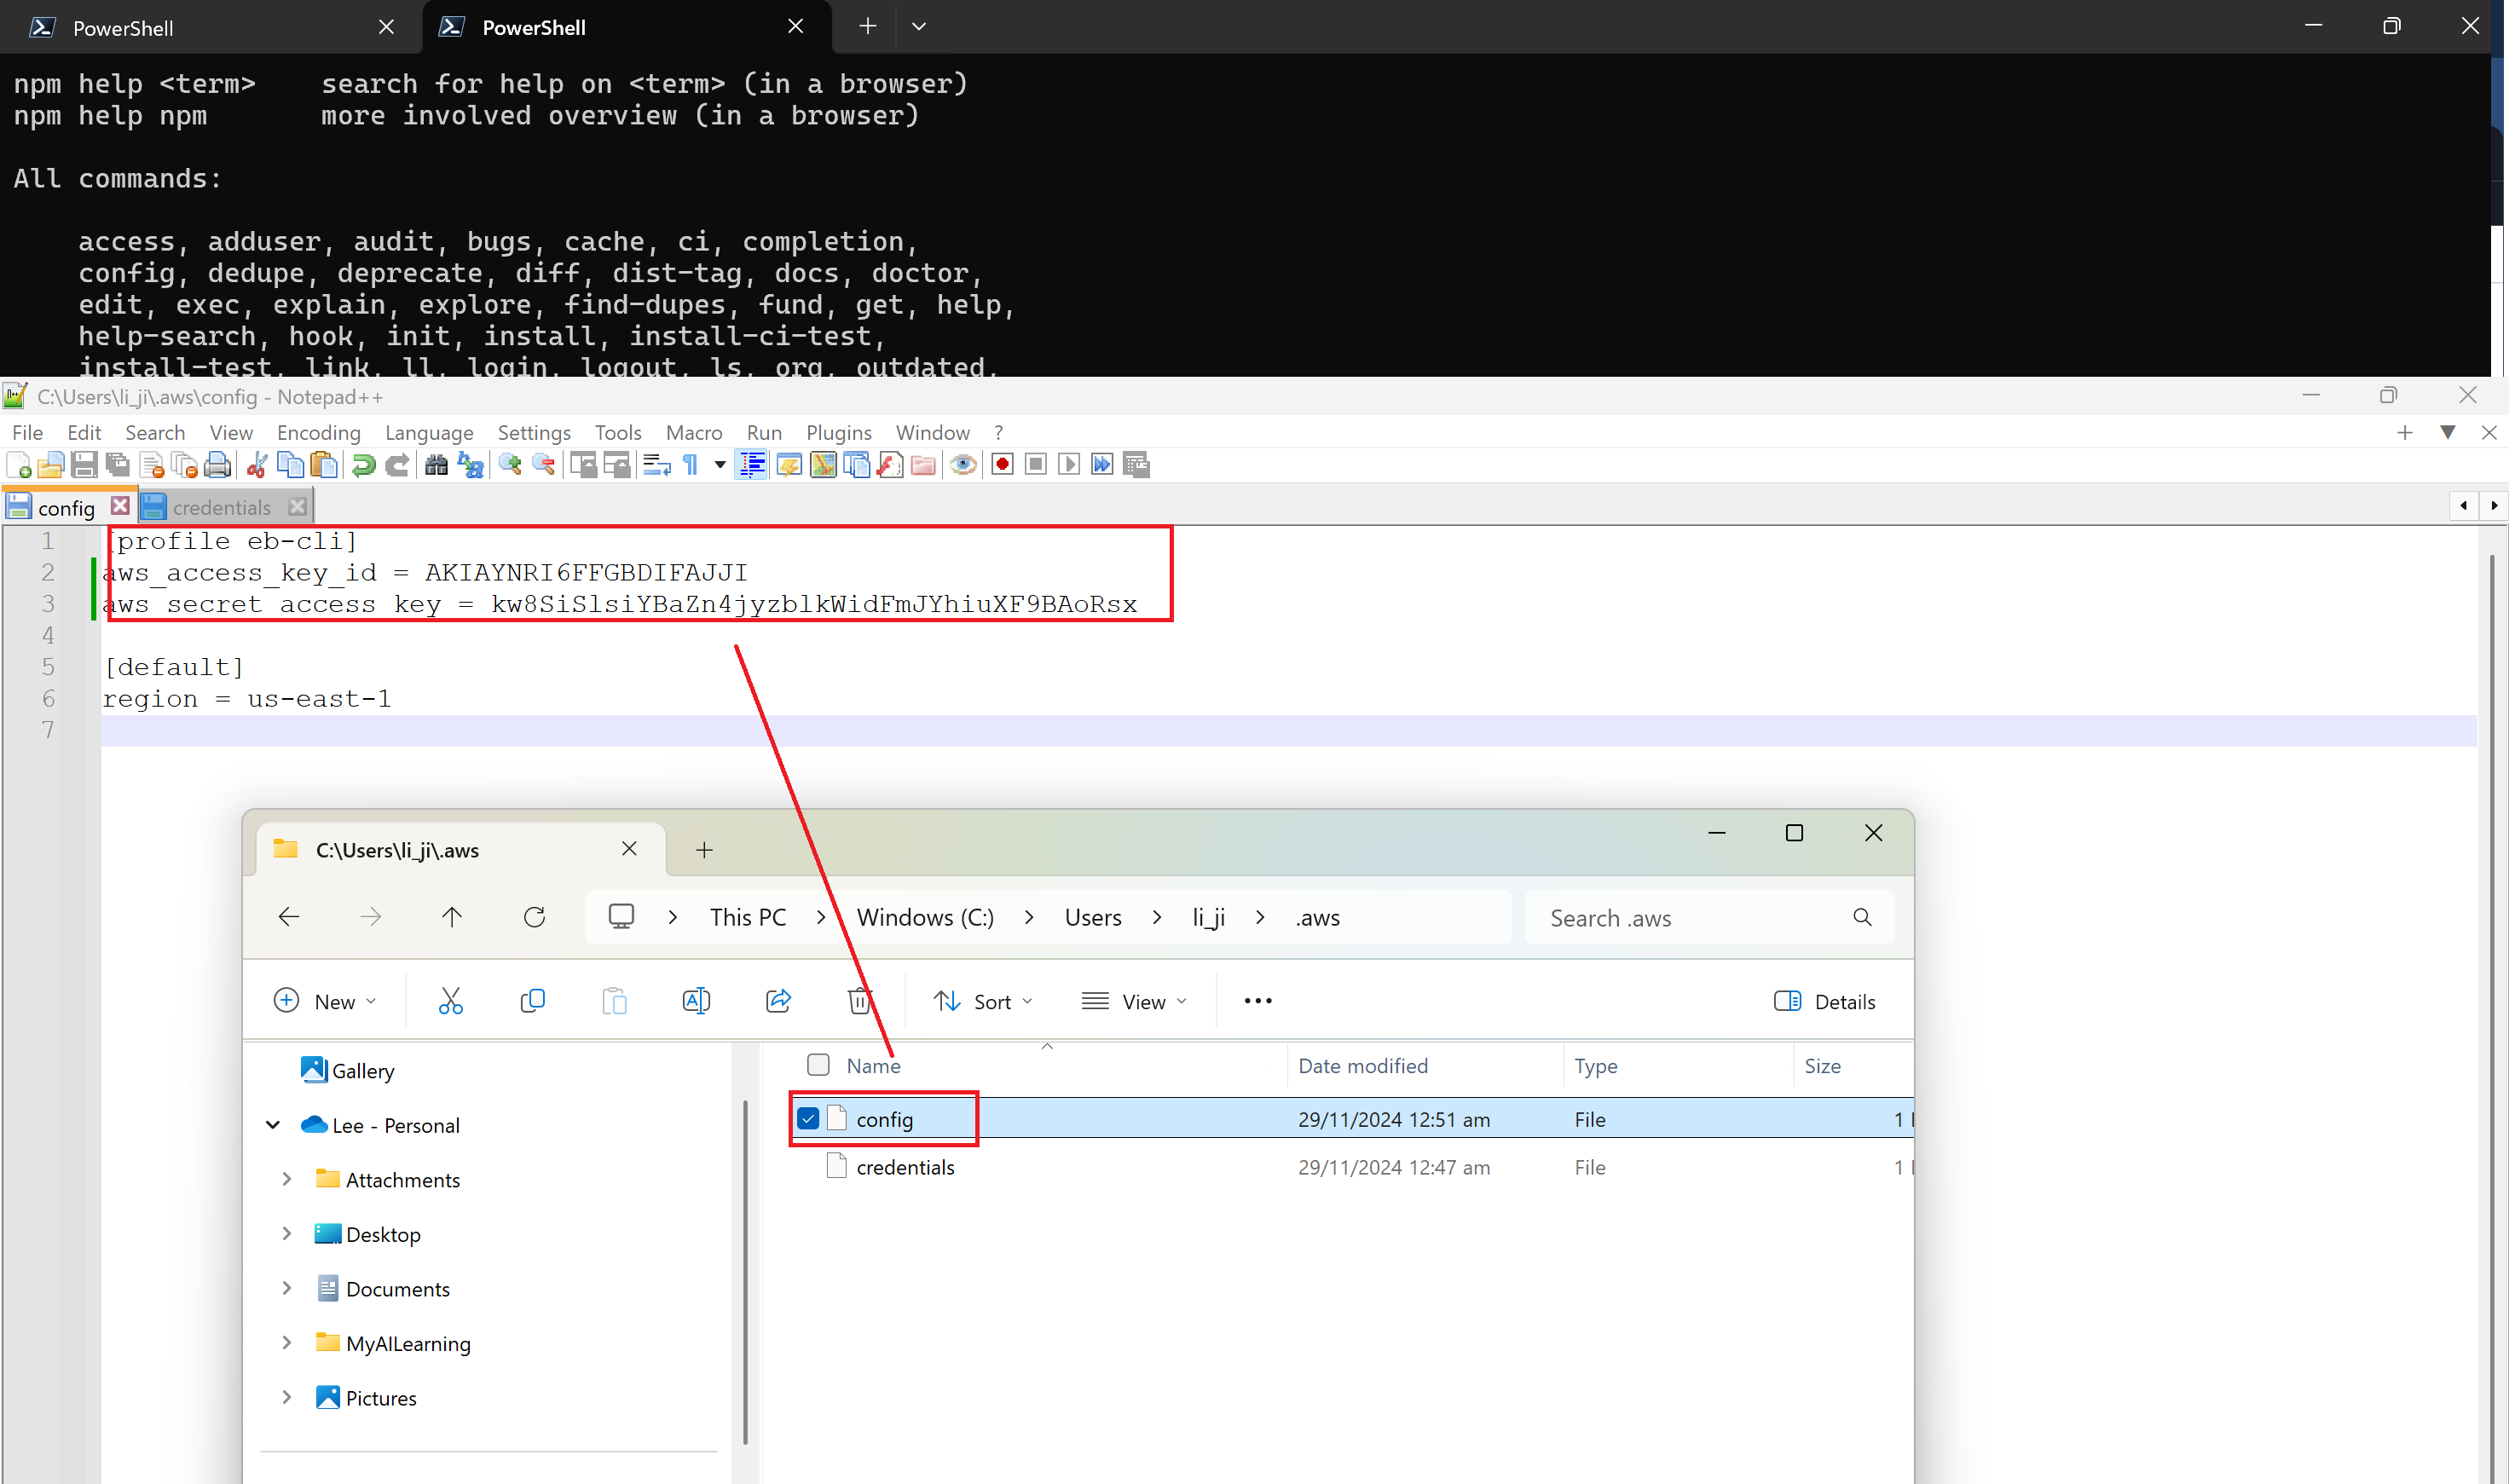 PowerShell
PowerShell
npm help <term>    search for help on <term> (in a browser)
npm help npm       more involved overview (in a browser)
All commands:
access, adduser, audit, bugs, cache, ci, completion,
config, dedupe, deprecate, diff, dist-tag, docs, doctor,
edit, exec, explain, explore, find-dupes, fund, get, help,
help-search, hook, init, install, install-ci-test,
install-test, link, ll, login, logout, ls, org, outdated,
C:\Users\li_ji\.aws\config - Notepad++
File Edit Search View Encoding Language Settings Tools Macro Run Plugins Window ?
config credentials
1 [profile eb-cli]
2 aws_access_key_id = AKIAYNRI6FFGBDIFAJJI
3 aws_secret_access_key =
4
5 [default]
6 region = us-east-1
7
C:\Users\li_ji\.aws
This PC > Windows (C:) > Users > li_ji > .aws
Search .aws
New Sort View Details
Name Date modified Type Size
Gallery
Lee - Personal
Attachments
Desktop
Documents
MyAILearning
Pictures
config 29/11/2024 12:51 am File 1
credentials 29/11/2024 12:47 am File 1